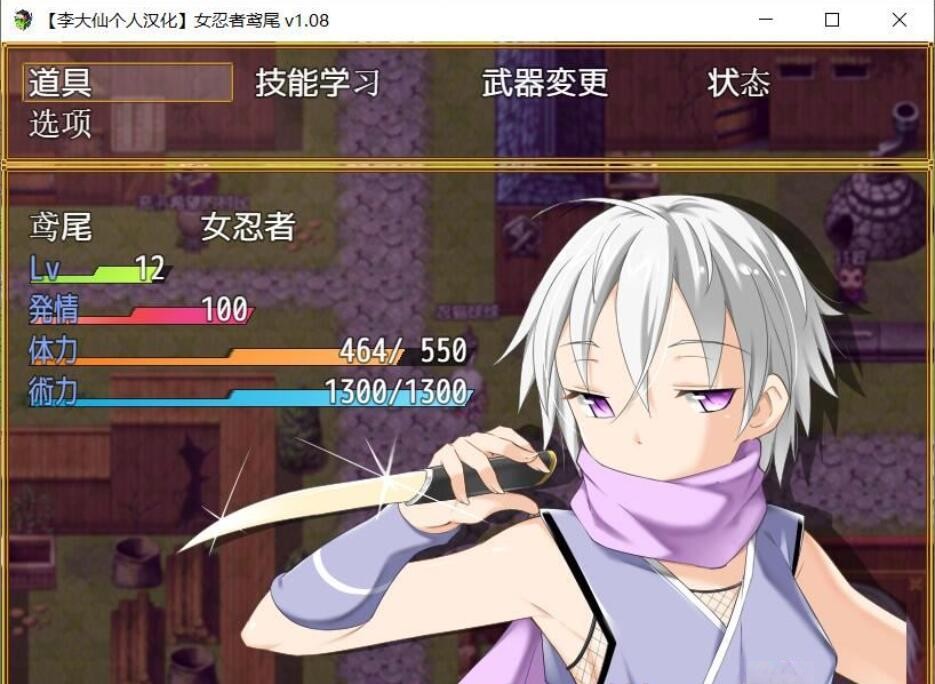 【李大仙个人汉化】女忍者鸢尾 v1.08
道具 技能学习 武器変更 状态
选项
鸢尾 女忍者
Lv 12
発情 100
体力 464/ 550
術力 1300/1300